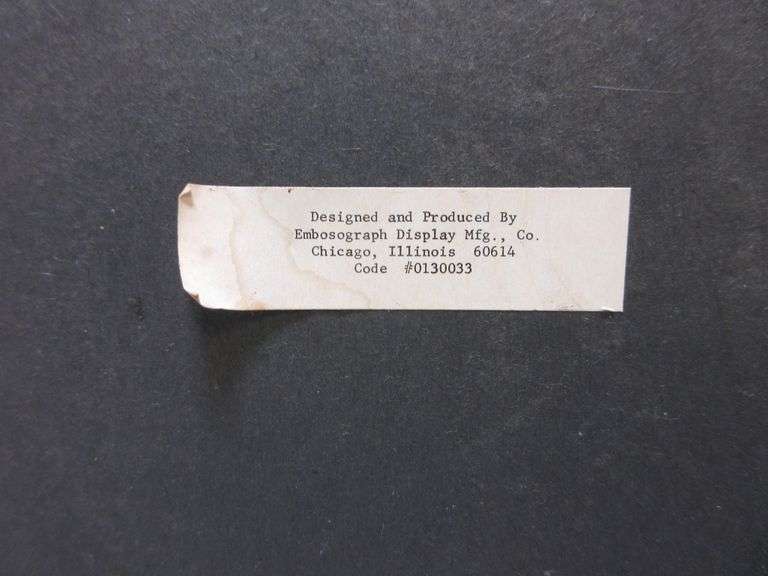 Designed and Produced By
Embosograph Display Mfg., Co.
Chicago, Illinois  60614
Code  #0130033